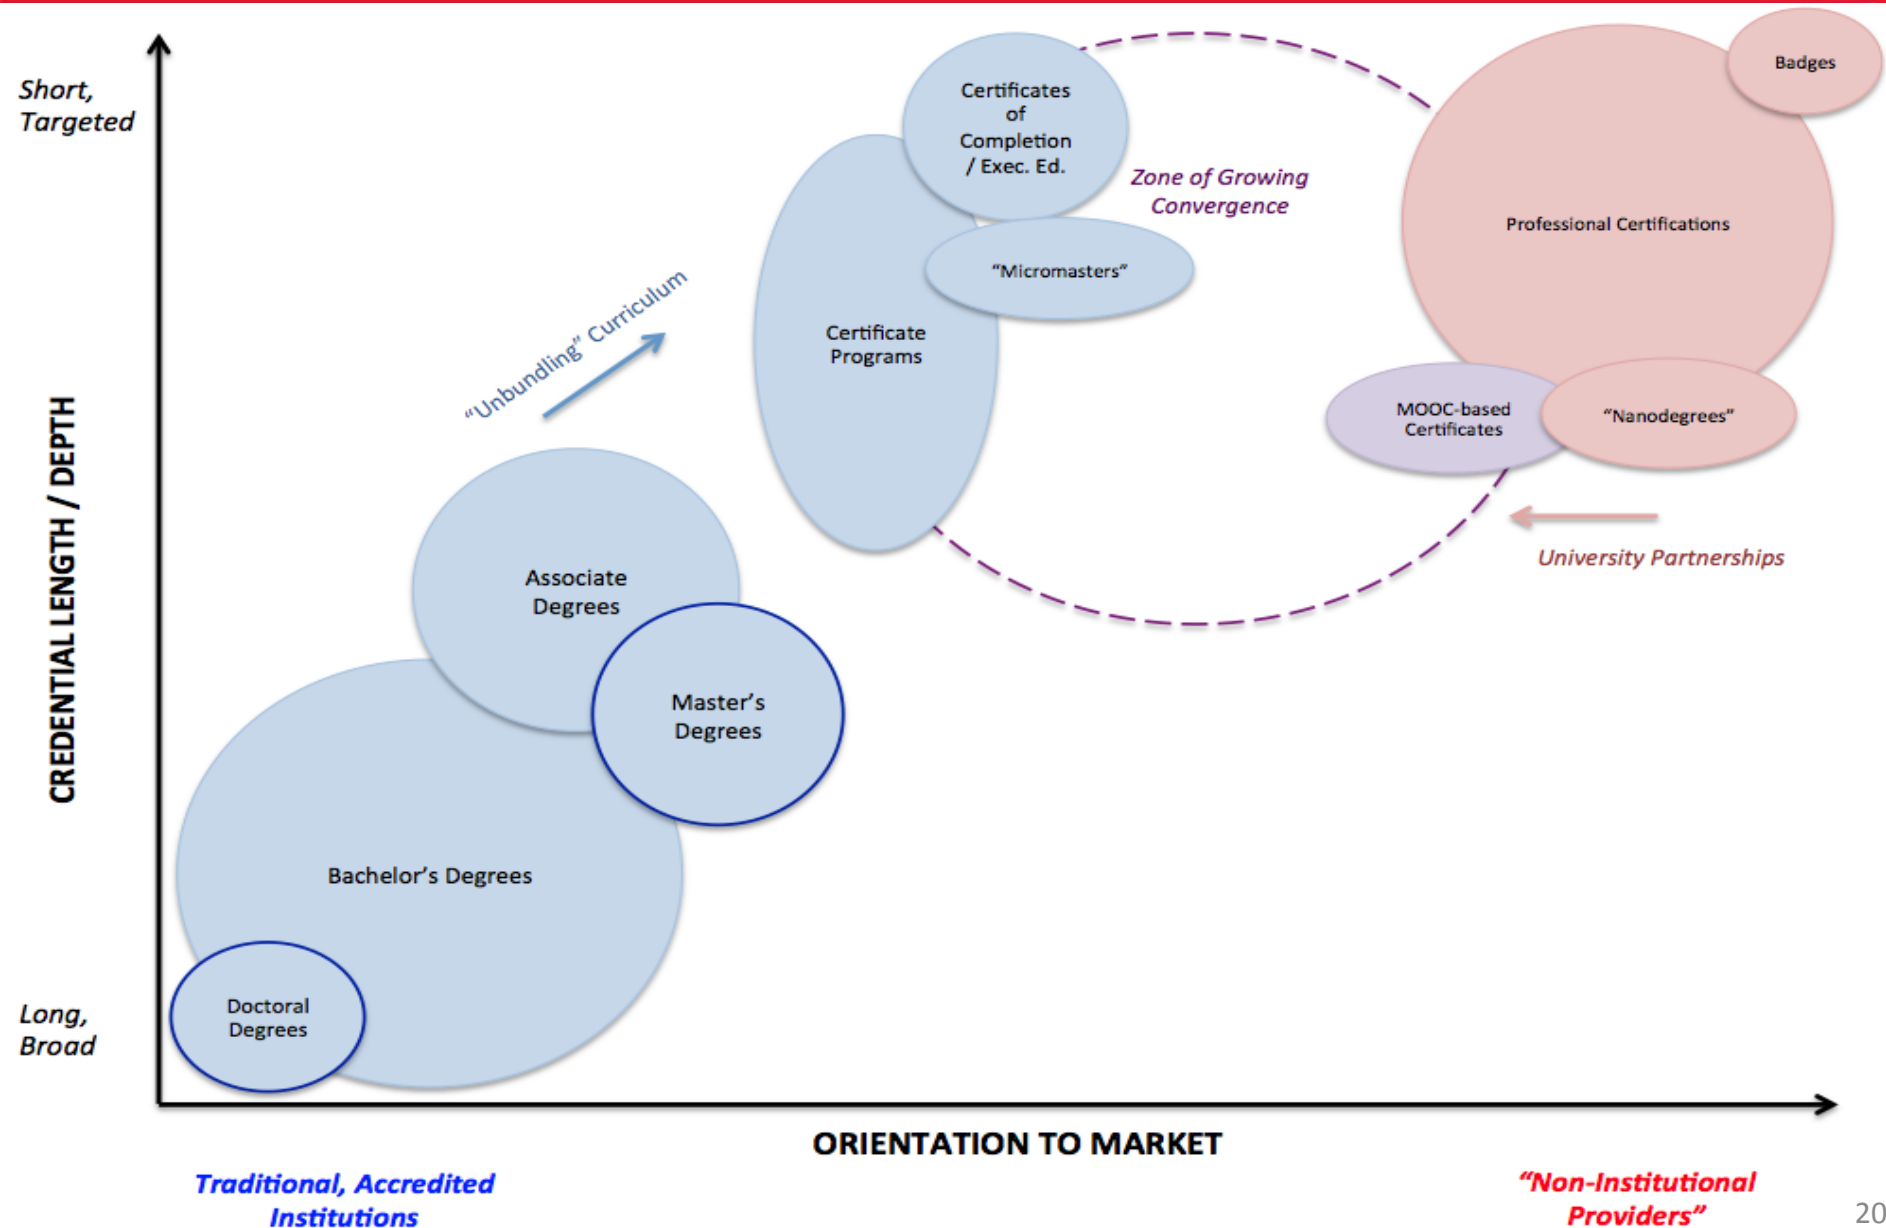 Short,
Targeted
Certificates
of
Completion
/ Exec. Ed.
Badges
Zone of Growing
Convergence
Professional Certifications
“Micromasters”
“Unbundling” Curriculum
Certificate
Programs
MOOC-based
Certificates
“Nanodegrees”
University Partnerships
CREDENTIAL LENGTH / DEPTH
Associate
Degrees
Master’s
Degrees
Bachelor’s Degrees
Doctoral
Degrees
Long,
Broad
ORIENTATION TO MARKET
Traditional, Accredited
Institutions
“Non-Institutional
Providers”
20